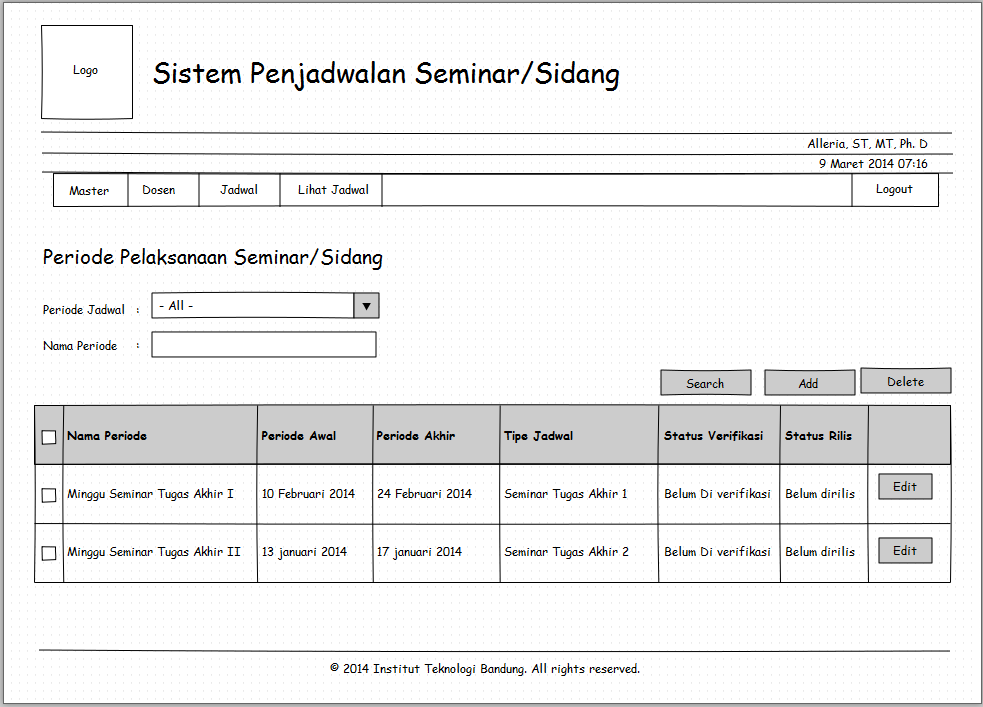 Logo
Sistem Penjadwalan Seminar/Sidang
Alleria, ST, MT, Ph. D
9 Maret 2014 07:16
Master Dosen Jadwal Lihat Jadwal Logout
Periode Pelaksanaan Seminar/Sidang
Periode Jadwal : - All -
Nama Periode :
Search Add Delete
Nama Periode Periode Awal Periode Akhir Tipe Jadwal Status Verifikasi Status Rilis
Minggu Seminar Tugas Akhir I 10 Februari 2014 24 Februari 2014 Seminar Tugas Akhir 1 Belum Di verifikasi Belum dirilis Edit
Minggu Seminar Tugas Akhir II 13 januari 2014 17 januari 2014 Seminar Tugas Akhir 2 Belum Di verifikasi Belum dirilis Edit
© 2014 Institut Teknologi Bandung. All rights reserved.